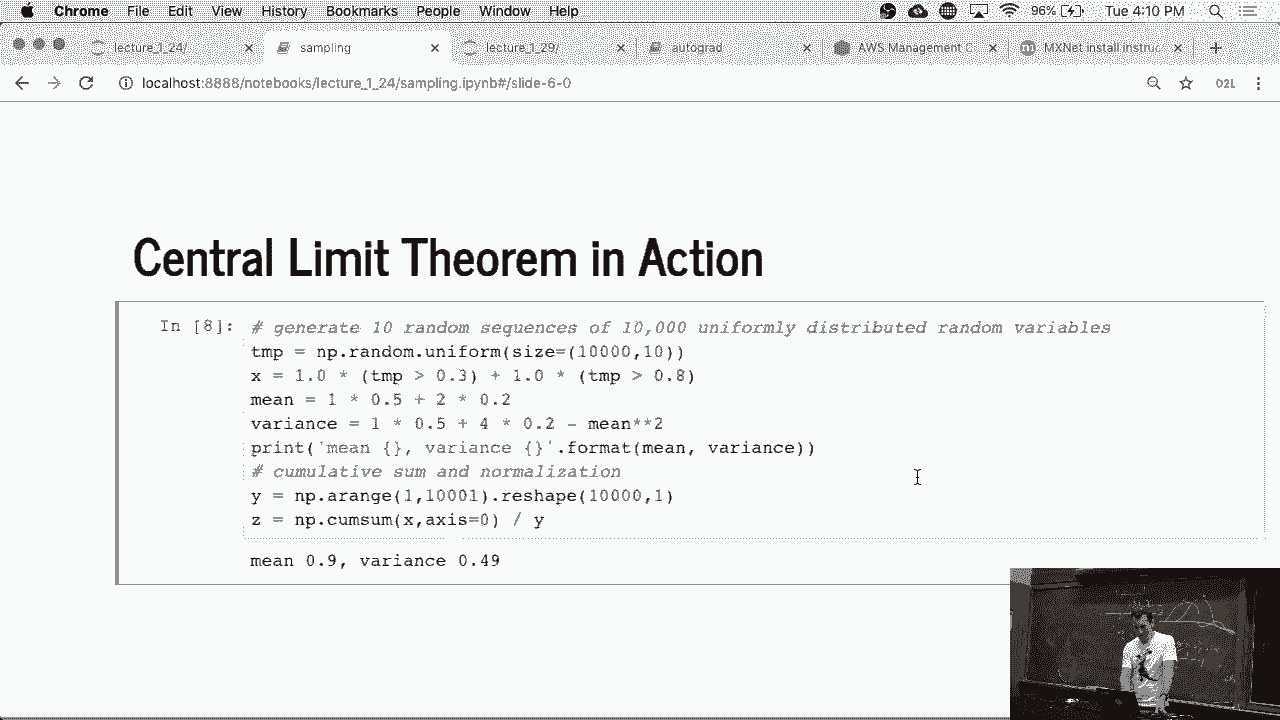 Chrome File Edit View History Bookmarks People Window Help 96% Tue 4:10 PM
lecture_1_24/ sampling lecture_1_29/ autograd AWS Management C MXNet install instruc
localhost:8888/notebooks/lecture_1_24/sampling.ipynb#/slide-6-0
Central Limit Theorem in Action
In [8]: # generate 10 random sequences of 10,000 uniformly distributed random variables
tmp = np.random.uniform(size=(10000,10))
x = 1.0 * (tmp > 0.3) + 1.0 * (tmp > 0.8)
mean = 1 * 0.5 + 2 * 0.2
variance = 1 * 0.5 + 4 * 0.2 - mean**2
print('mean {}, variance {}'.format(mean, variance))
# cumulative sum and normalization
y = np.arange(1,10001).reshape(10000,1)
z = np.cumsum(x,axis=0) / y
mean 0.9, variance 0.49